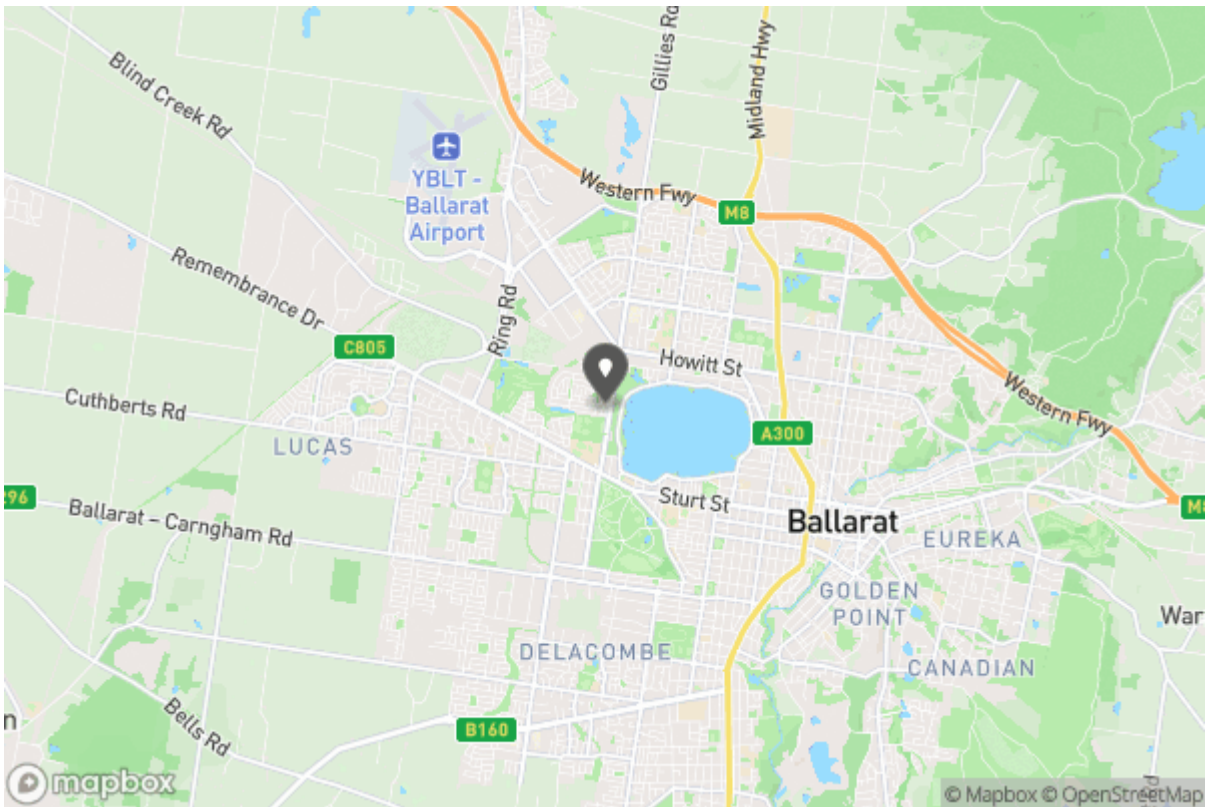 Gillies Rd
Midland Hwy
Blind Creek Rd
YBLT -
Ballarat
Airport
Western Fwy
M8
Remembrance Dr
Ring Rd
C805
Howitt St
Western Fwy
Cuthberts Rd
LUCAS
A300
296
Sturt St
M8
Ballarat - Carngham Rd
Ballarat
EUREKA
GOLDEN
POINT
War
DELACOMBE
CANADIAN
n
Bells Rd
B160
mapbox
© Mapbox © OpenStreetMap